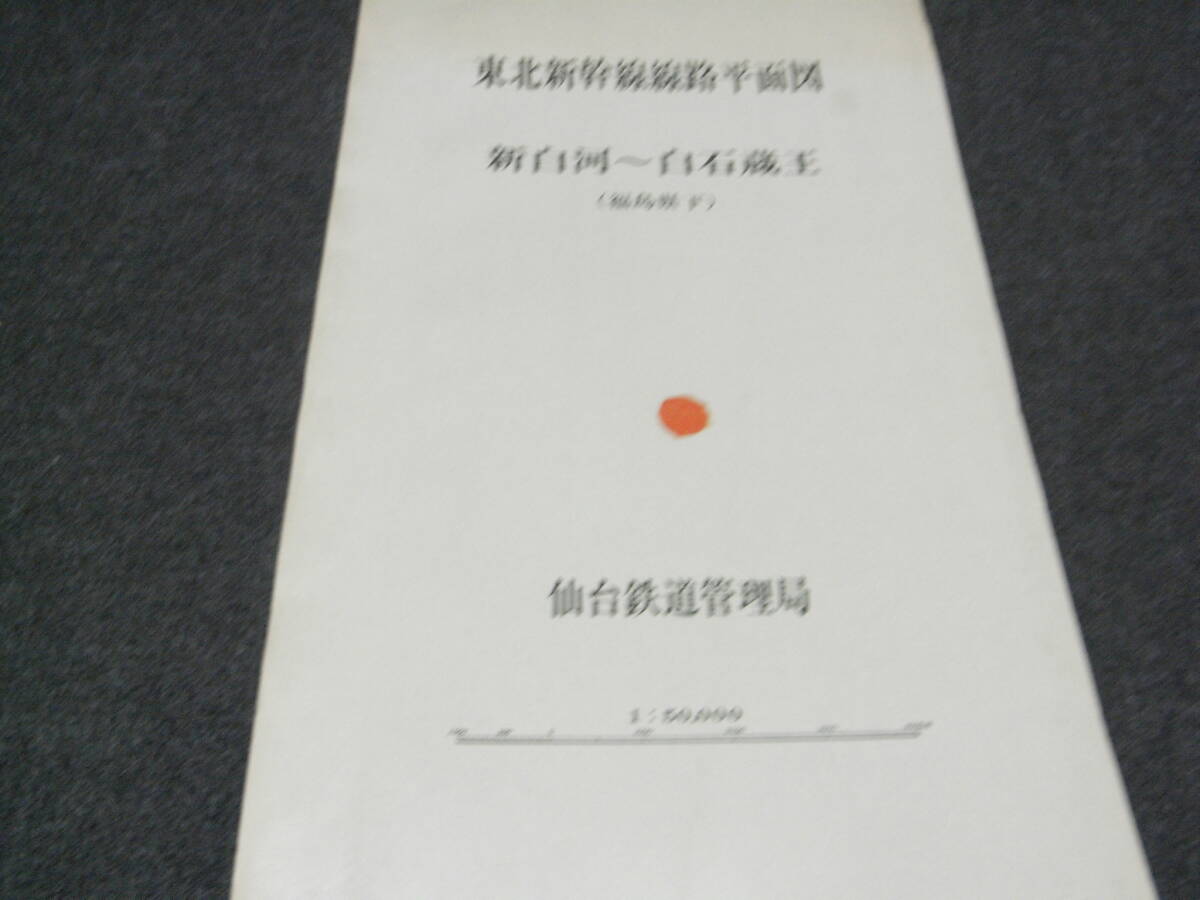 東北新幹線線路平面図
新白河～白石蔵王
(福島県下)
仙台鉄道管理局
1:50,000